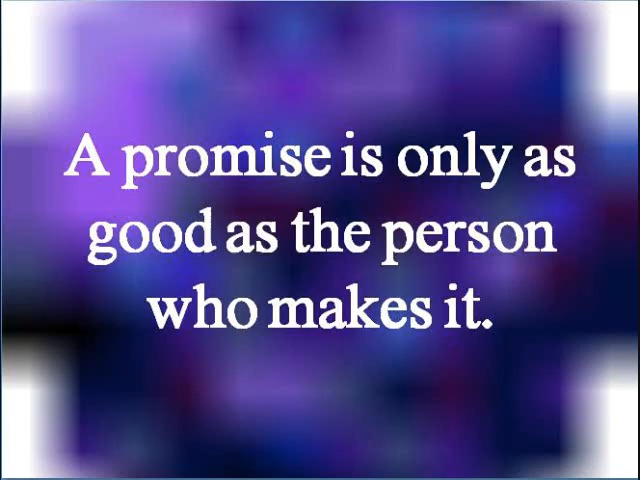 A promise is only as
good as the person
who makes it.